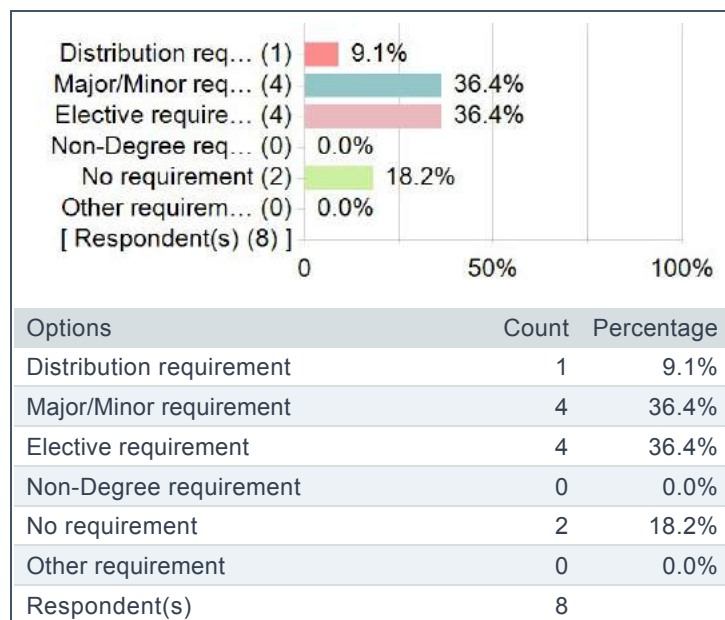 Distribution req… (1) 9.1%
Major/Minor req… (4) 36.4%
Elective require… (4) 36.4%
Non-Degree req… (0) 0.0%
No requirement (2) 18.2%
Other requirem… (0) 0.0%
[ Respondent(s) (8) ]
0 50% 100%
Options Count Percentage
Distribution requirement 1 9.1%
Major/Minor requirement 4 36.4%
Elective requirement 4 36.4%
Non-Degree requirement 0 0.0%
No requirement 2 18.2%
Other requirement 0 0.0%
Respondent(s) 8